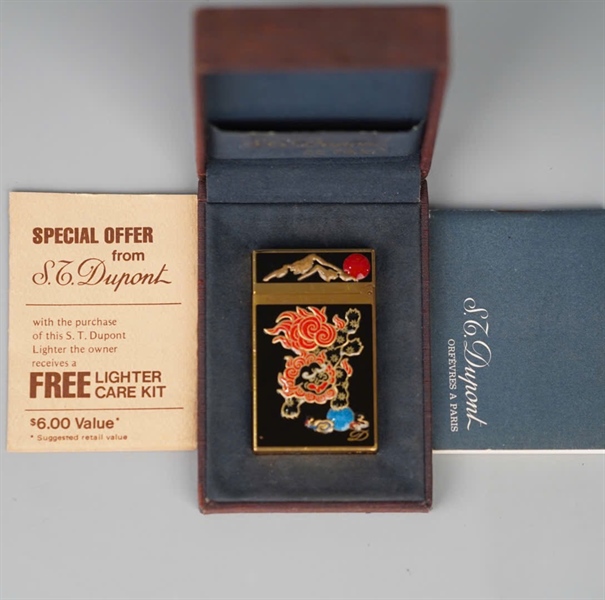 SPECIAL OFFER
from
S.T. Dupont
with the purchase
of this S. T. Dupont
Lighter the owner
receives a
FREE LIGHTER
CARE KIT
$6.00 Value*
* Suggested retail value
D
S.T. Dupont
ORFÈVRES A PARIS